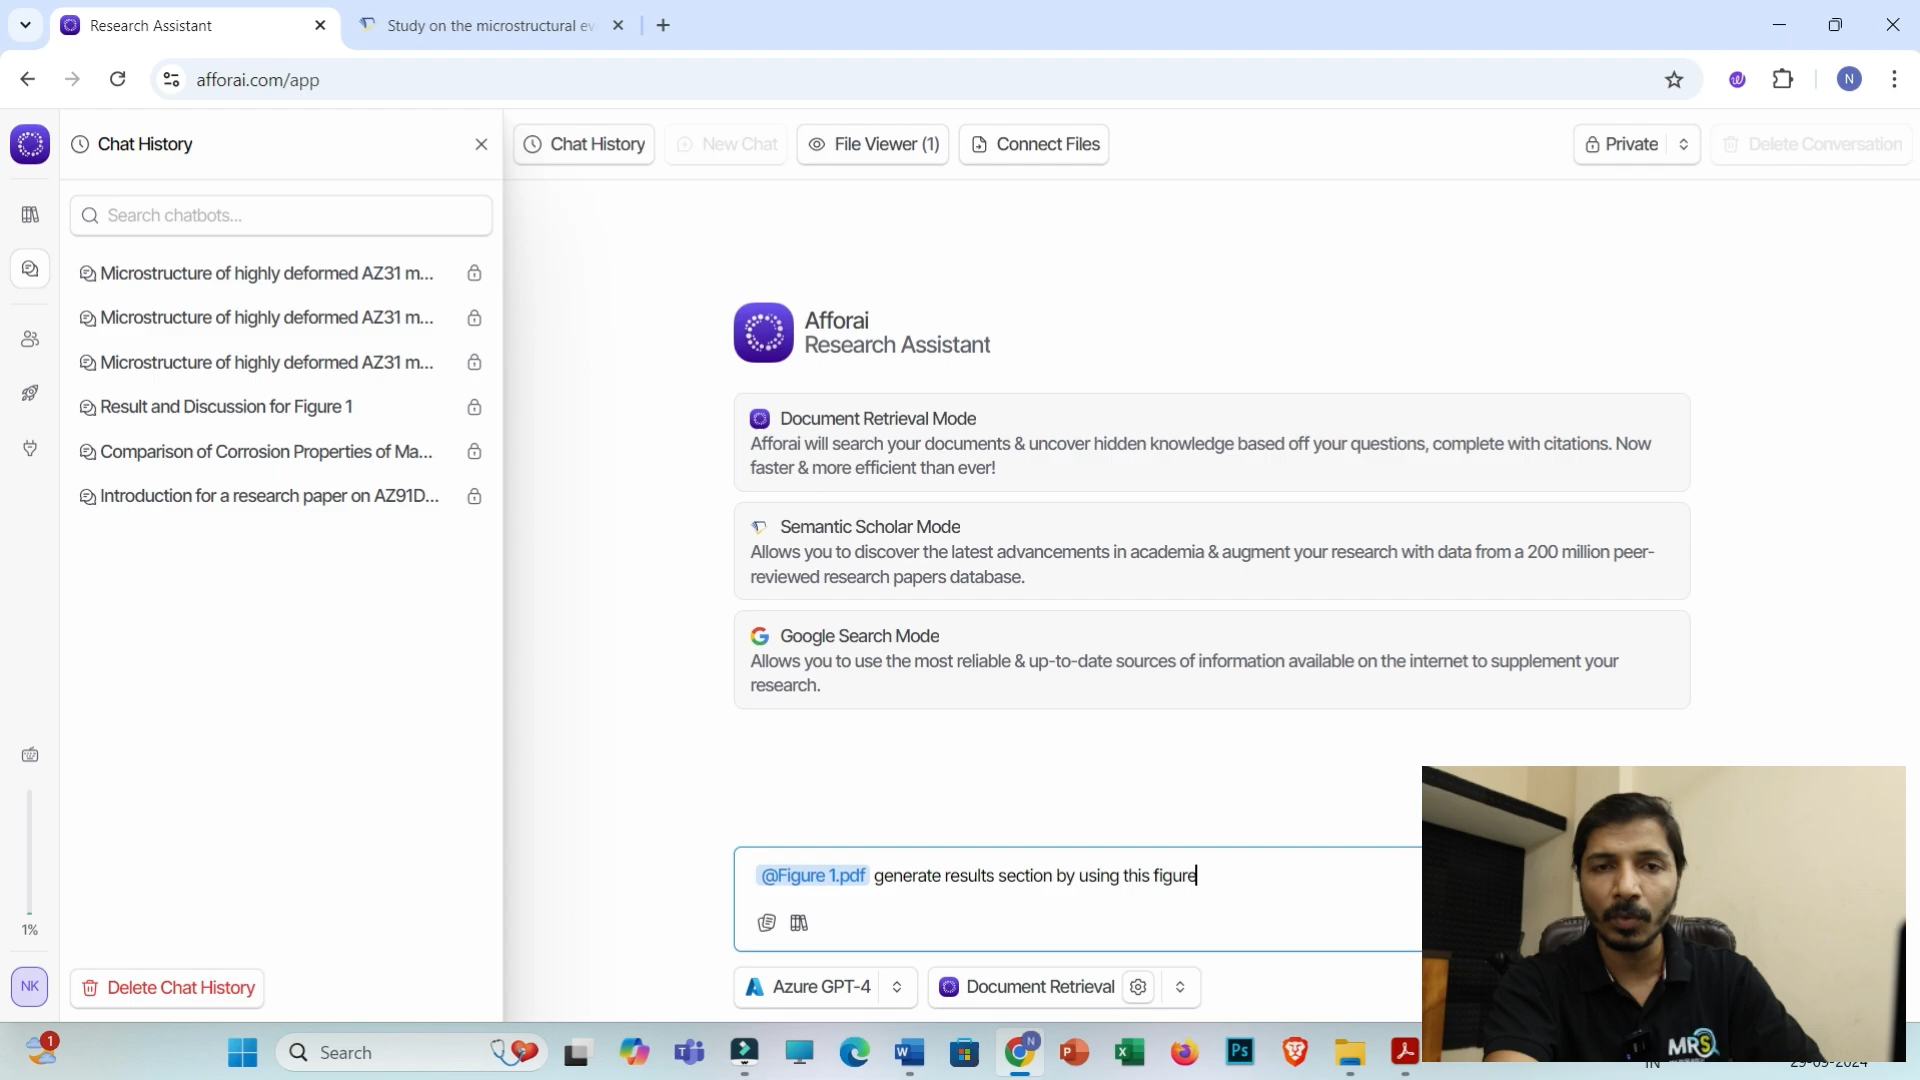 Research Assistant
Study on the microstructural ev
afforai.com/app
N
Chat History
Chat History
New Chat
File Viewer (1)
Connect Files
Private
Delete Conversation
Search chatbots...
Microstructure of highly deformed AZ31 m...
Microstructure of highly deformed AZ31 m...
Microstructure of highly deformed AZ31 m...
Result and Discussion for Figure 1
Comparison of Corrosion Properties of Ma...
Introduction for a research paper on AZ91D...
Afforai
Research Assistant
Document Retrieval Mode
Afforai will search your documents & uncover hidden knowledge based off your questions, complete with citations. Now
faster & more efficient than ever!
Semantic Scholar Mode
Allows you to discover the latest advancements in academia & augment your research with data from a 200 million peer-
reviewed research papers database.
Google Search Mode
Allows you to use the most reliable & up-to-date sources of information available on the internet to supplement your
research.
@Figure 1.pdf generate results section by using this figure
1%
NK
Delete Chat History
Azure GPT-4
Document Retrieval
1
Search
N
Ps
MRS
IN
29-09-2024